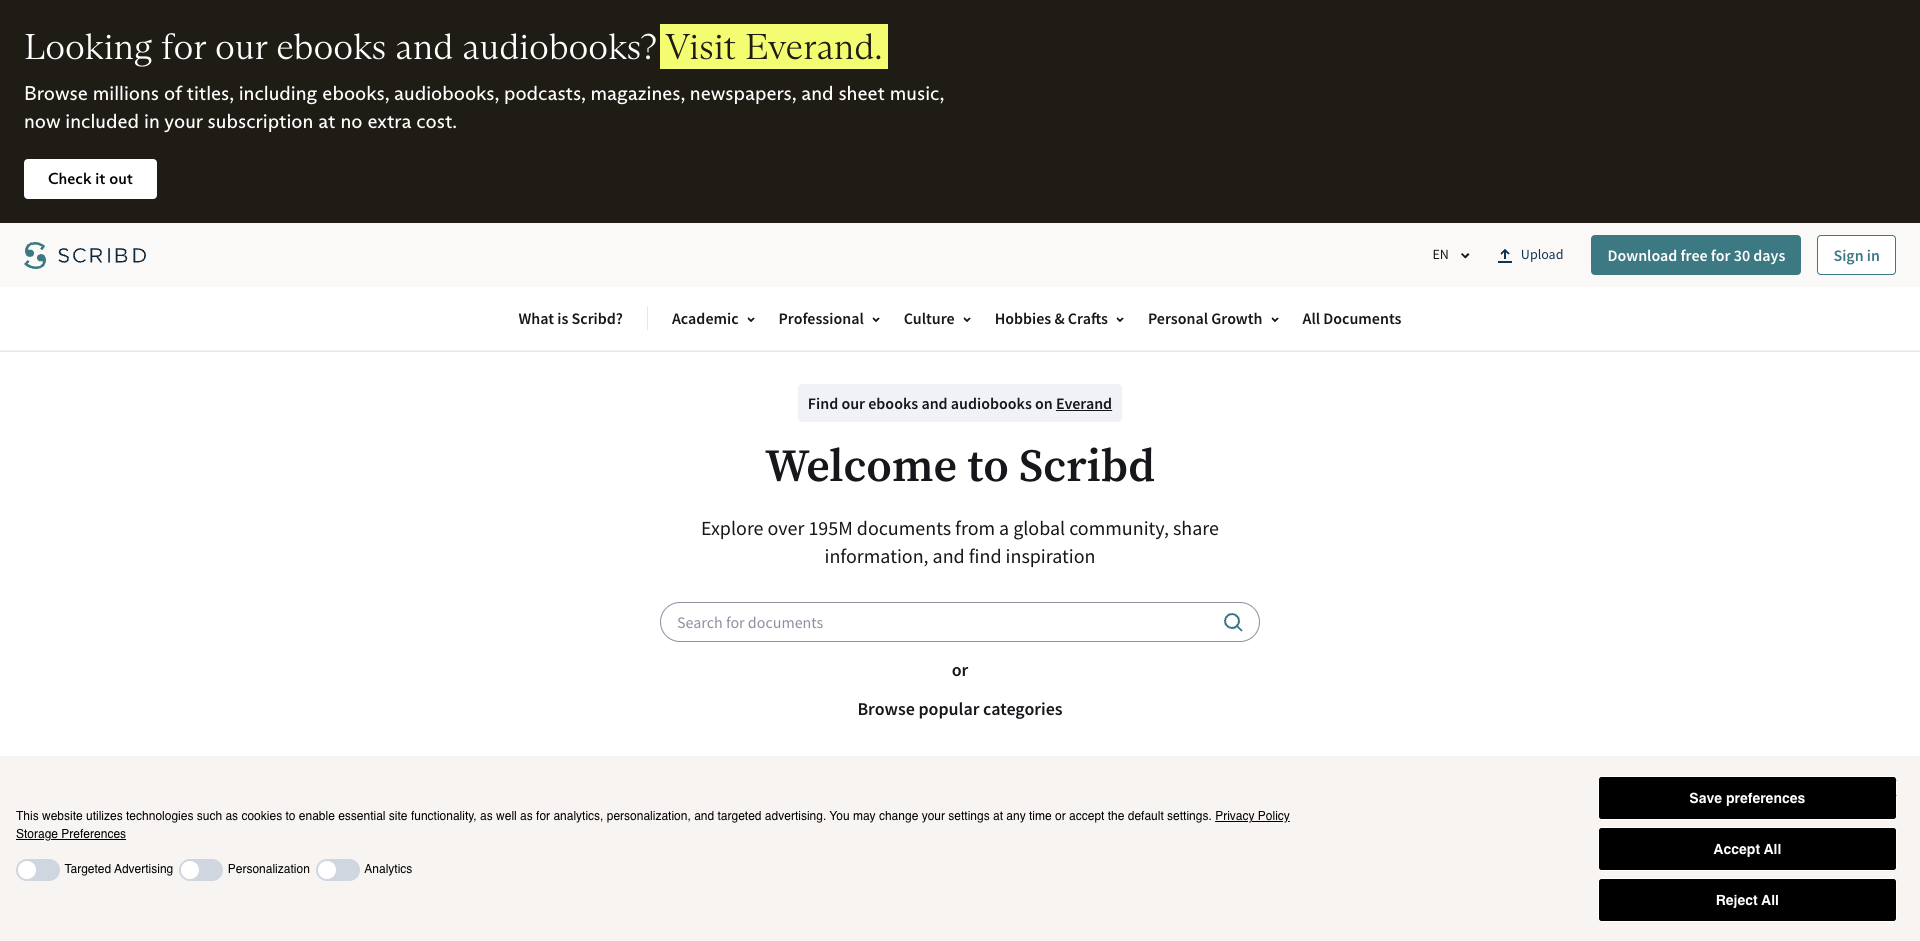 Looking for our ebooks and audiobooks? Visit Everand.
Browse millions of titles, including ebooks, audiobooks, podcasts, magazines, newspapers, and sheet music,
now included in your subscription at no extra cost.
Check it out
SCRIBD
EN
Upload
Download free for 30 days
Sign in
What is Scribd?
Academic
Professional
Culture
Hobbies & Crafts
Personal Growth
All Documents
Find our ebooks and audiobooks on Everand
Welcome to Scribd
Explore over 195M documents from a global community, share
information, and find inspiration
Search for documents
or
Browse popular categories
This website utilizes technologies such as cookies to enable essential site functionality, as well as for analytics, personalization, and targeted advertising. You may change your settings at any time or accept the default settings. Privacy Policy
Storage Preferences
Targeted Advertising
Personalization
Analytics
Save preferences
Accept All
Reject All